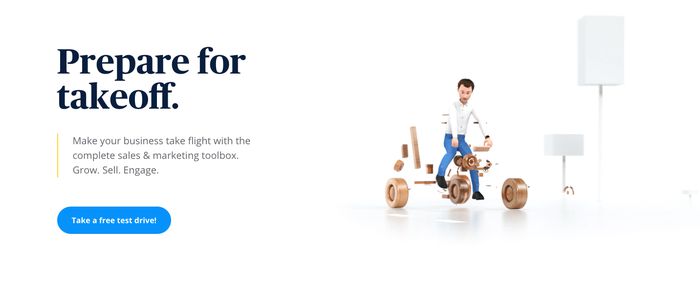 Prepare for
takeoff.
Make your business take flight with the
complete sales & marketing toolbox.
Grow. Sell. Engage.
Take a free test drive!